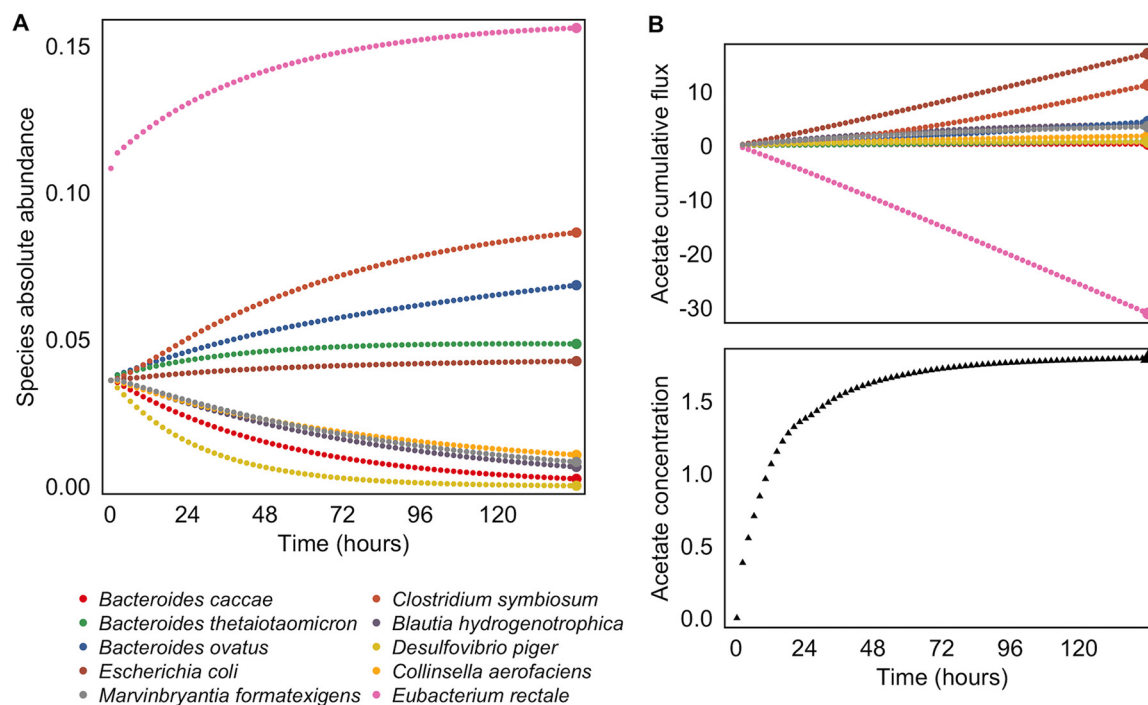 A
Species absolute abundance
0.15
0.10
0.05
0.00
0 24 48 72 96 120
Time (hours)
B
Acetate cumulative flux
10
0
-10
-20
-30
Acetate concentration
1.5
1.0
0.5
0.0
0 24 48 72 96 120
Time (hours)
Bacteroides caccae
Bacteroides thetaiotaomicron
Bacteroides ovatus
Escherichia coli
Marvinbryantia formatexigens
Clostridium symbiosum
Blautia hydrogenotrophica
Desulfovibrio piger
Collinsella aerofaciens
Eubacterium rectale